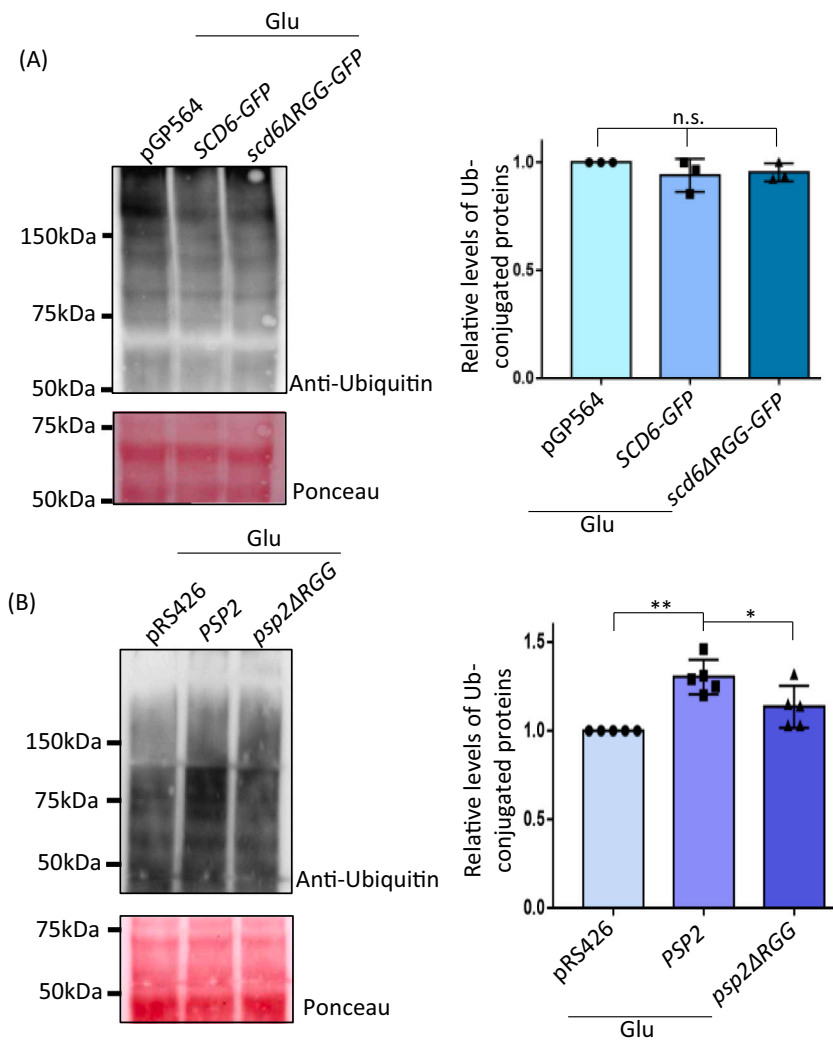 (A)
Glu
pGP564
SCD6-GFP
scd6ΔRGG-GFP
150kDa
75kDa
50kDa
Anti-Ubiquitin
75kDa
50kDa
Ponceau
n.s.
Relative levels of Ub-
conjugated proteins
1.0
0.5
0.0
pGP564
SCD6-GFP
scd6ΔRGG-GFP
Glu
(B)
Glu
pRS426
PSP2
psp2ΔRGG
150kDa
75kDa
50kDa
Anti-Ubiquitin
75kDa
50kDa
Ponceau
**
*
Relative levels of Ub-
conjugated proteins
1.5
1.0
0.5
0.0
pRS426
PSP2
psp2ΔRGG
Glu